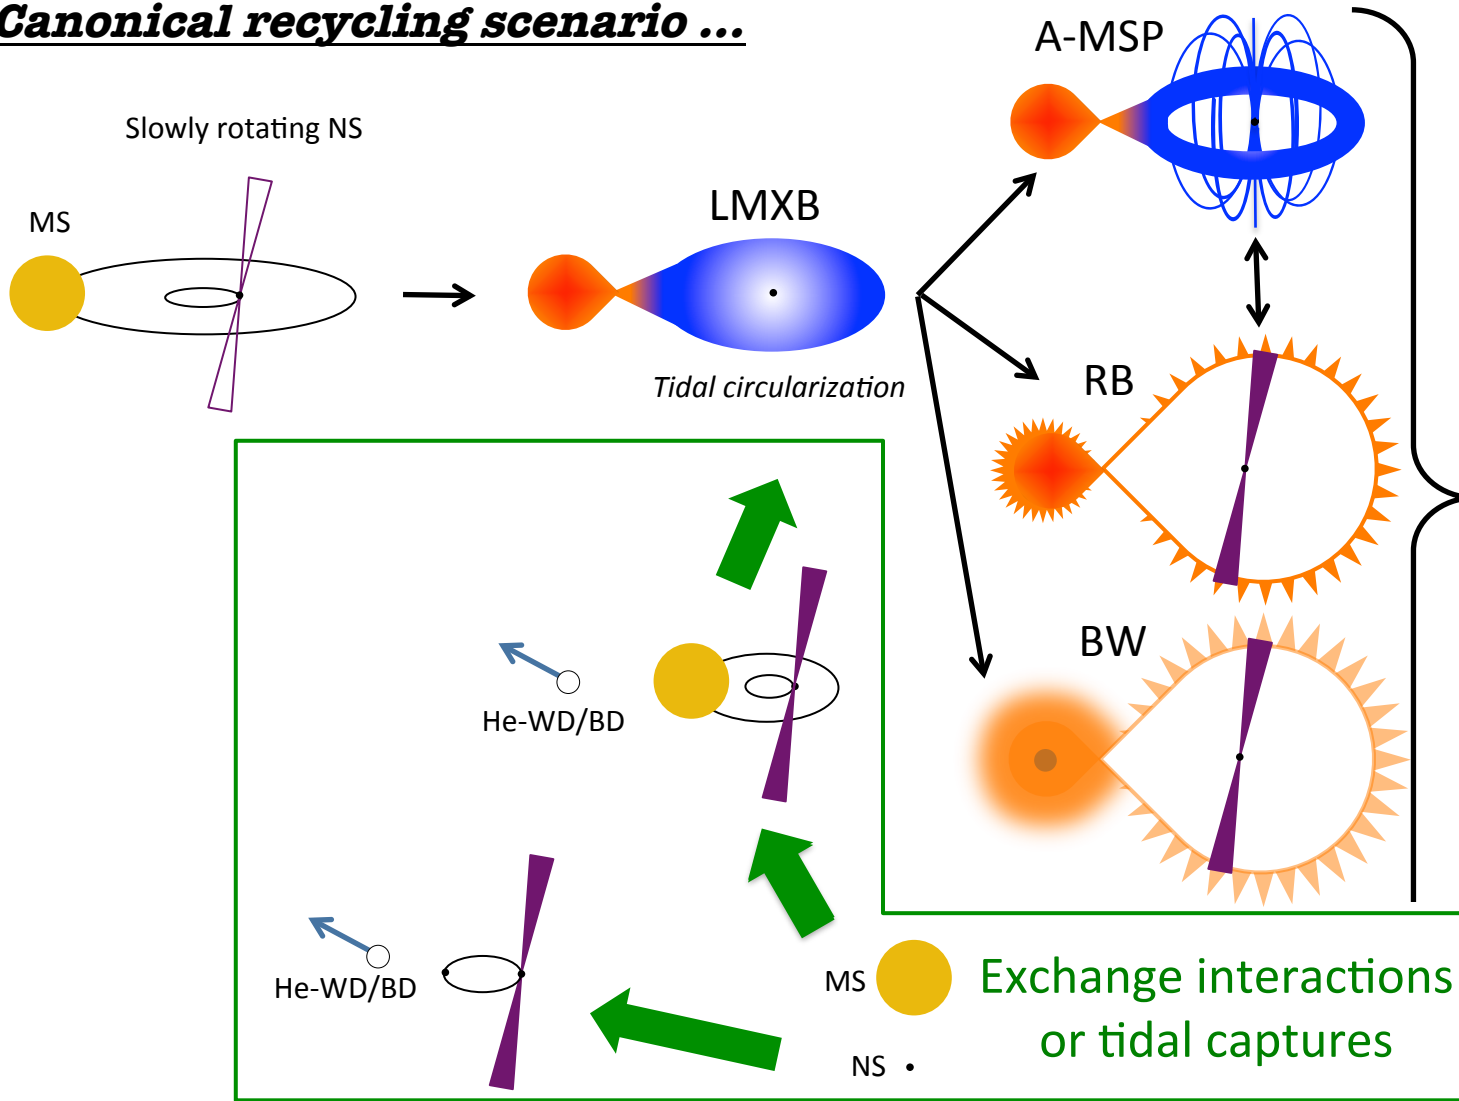 Canonical recycling scenario ...
A-MSP
Slowly rotating NS
MS
LMXB
Tidal circularization
RB
BW
He-WD/BD
He-WD/BD
MS
NS
Exchange interactions
or tidal captures